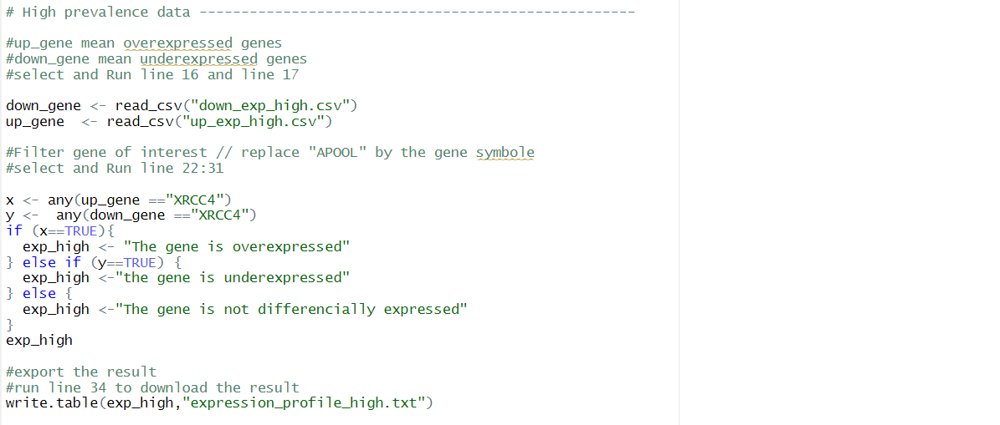 # High prevalence data ----------------------------------------------------
#up_gene mean overexpressed genes
#down_gene mean underexpressed genes
#select and Run line 16 and line 17
down_gene <- read_csv("down_exp_high.csv")
up_gene  <- read_csv("up_exp_high.csv")
#Filter gene of interest // replace "APOOL" by the gene symbole
#select and Run line 22:31
x <- any(up_gene =="XRCC4")
y <-  any(down_gene =="XRCC4")
if (x==TRUE){
  exp_high <- "The gene is overexpressed"
} else if (y==TRUE) {
  exp_high <-"the gene is underexpressed"
} else {
  exp_high <-"The gene is not differencially expressed"
}
exp_high
#export the result
#run line 34 to download the result
write.table(exp_high,"expression_profile_high.txt")